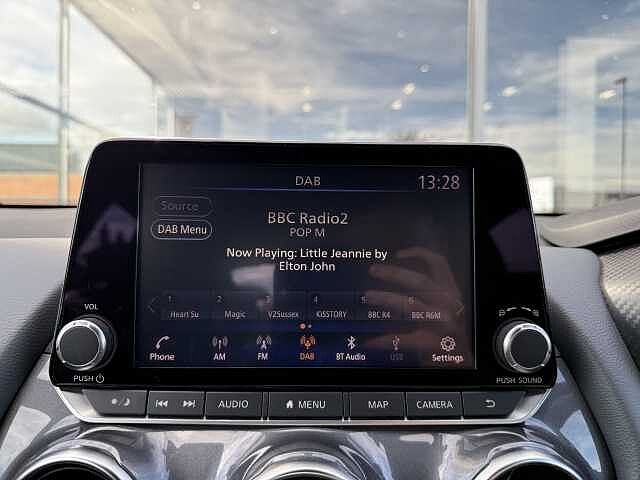 DAB 13:28
Source
BBC Radio2
DAB Menu
POP M
Now Playing: Little Jeannie by
Elton John
1 2 3 4 5 6
Heart Su Magic V2Sussex KISSTORY BBC R4 BBC R6M
VOL
Phone AM FM DAB BT Audio USB Settings
PUSH PUSH SOUND
AUDIO MENU MAP CAMERA